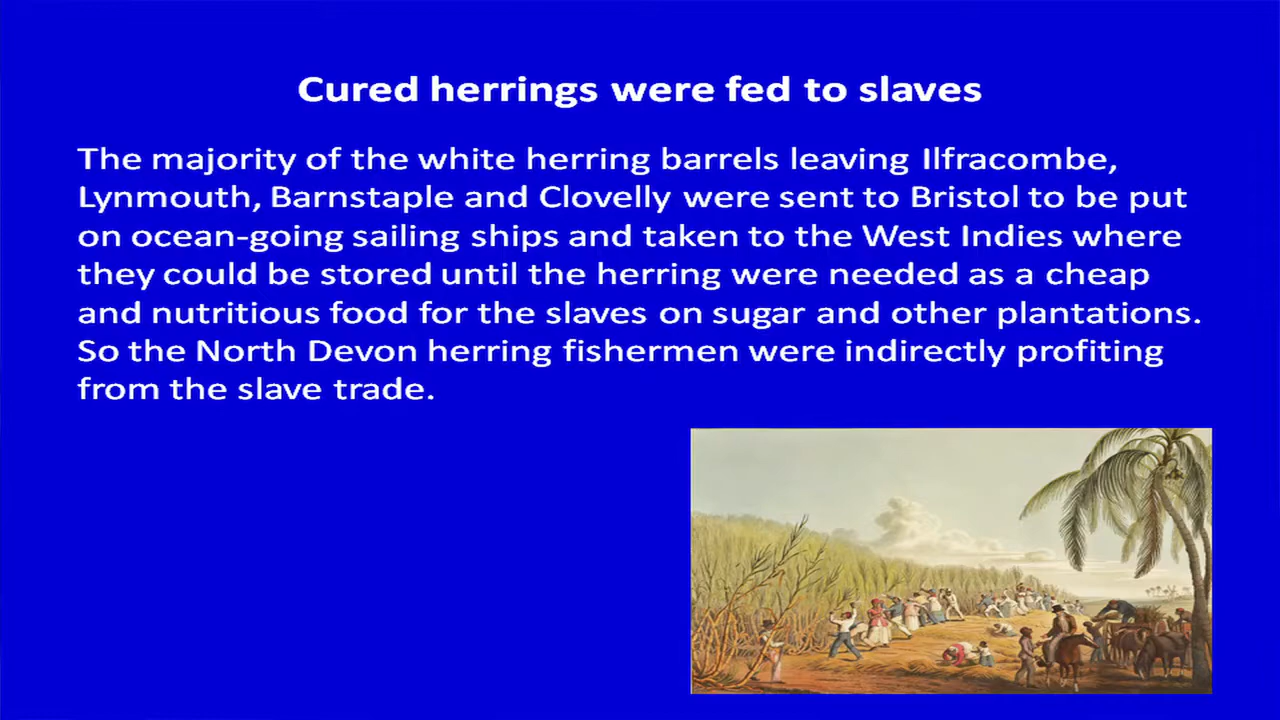 Cured herrings were fed to slaves
The majority of the white herring barrels leaving Ilfracombe,
Lynmouth, Barnstaple and Clovelly were sent to Bristol to be put
on ocean-going sailing ships and taken to the West Indies where
they could be stored until the herring were needed as a cheap
and nutritious food for the slaves on sugar and other plantations.
So the North Devon herring fishermen were indirectly profiting
from the slave trade.